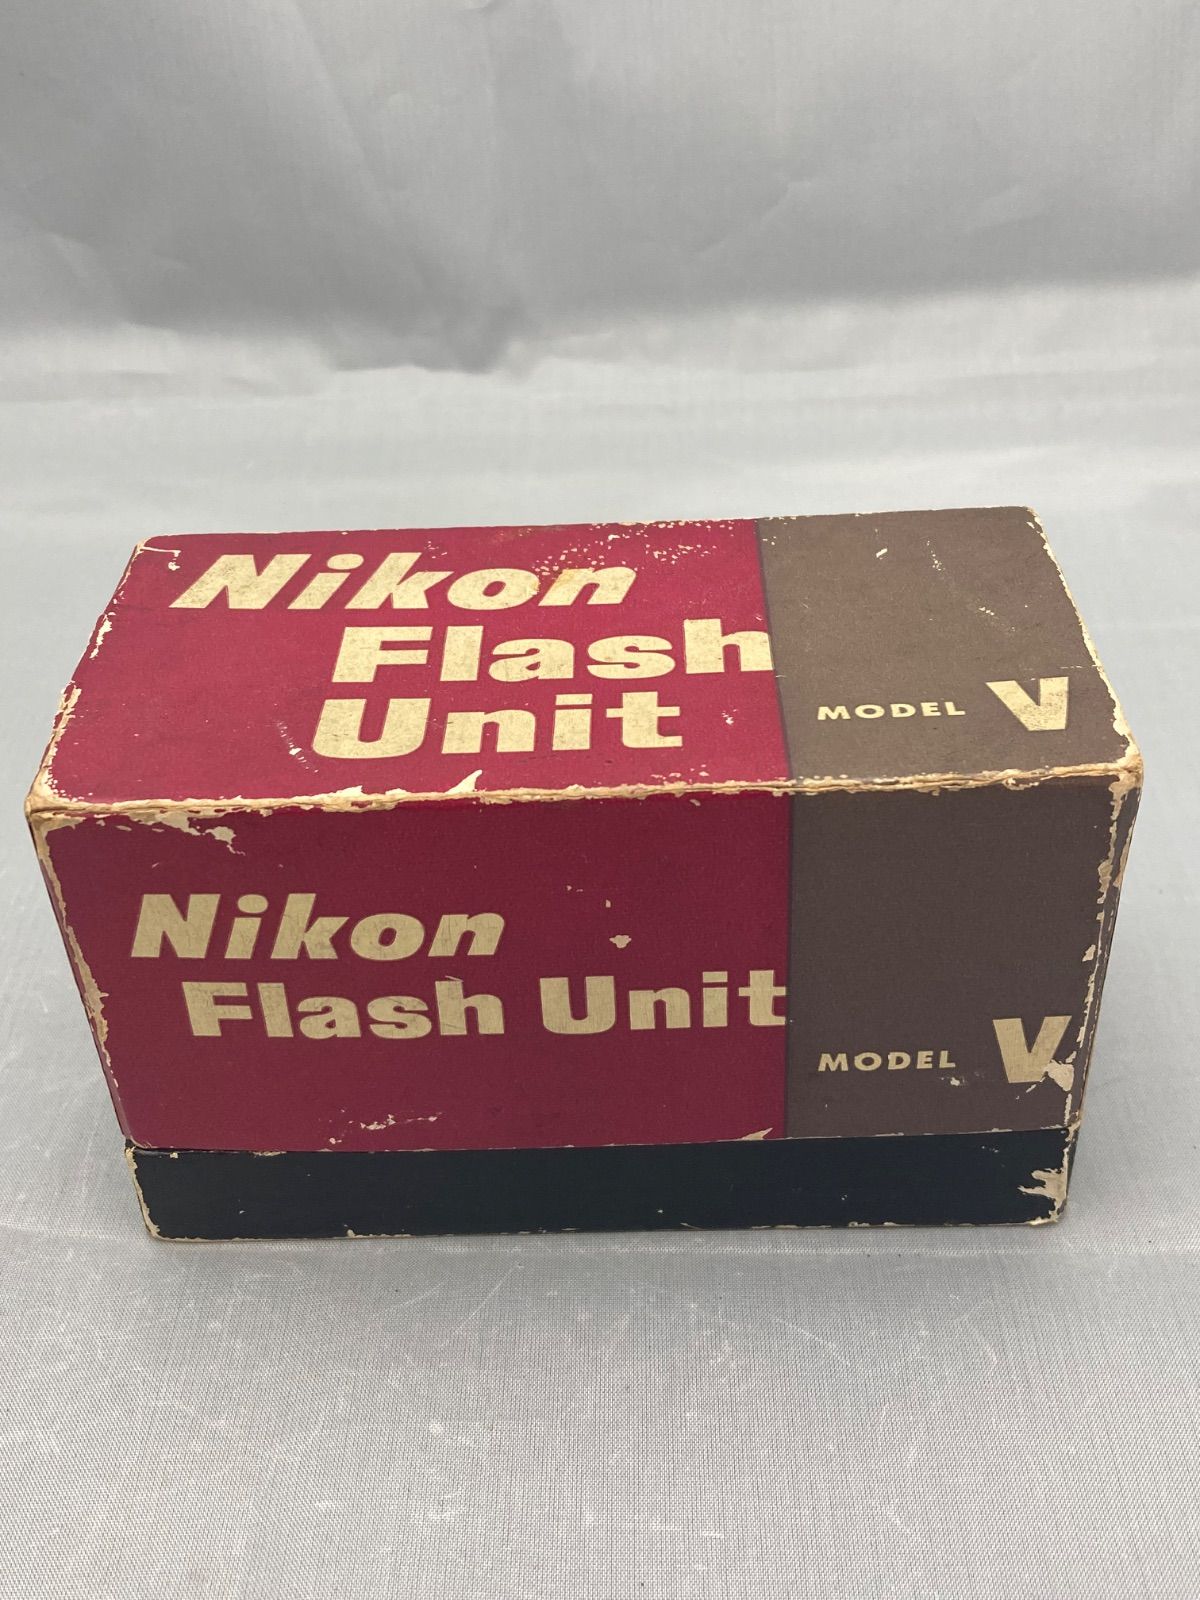 Nikon
Flash
Unit
MODEL V
Nikon
Flash Unit
MODEL V